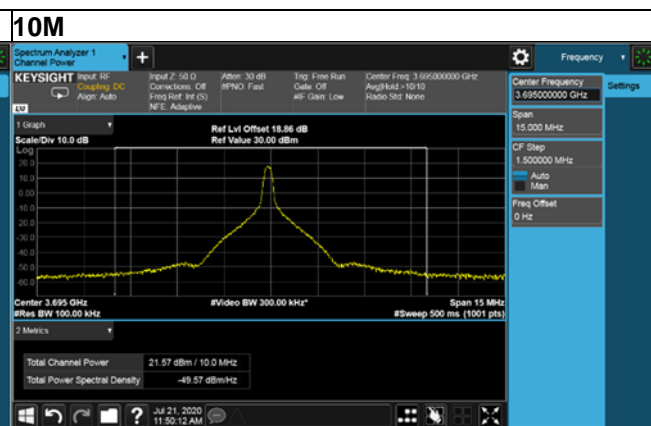 10M
Spectrum Analyzer 1
Channel Power
+
Frequency
KEYSIGHT Input: RF
Coupling: DC
Align: Auto
LXI
Input Z: 50 Ω
Corrections: Off
Freq Ref: Int (S)
NFE: Adaptive
Atten: 30 dB
#PNO: Fast
Trig: Free Run
Gate: Off
#IF Gain: Low
Center Freq: 3.695000000 GHz
Avg|Hold:>10/10
Radio Std: None
Center Frequency
3.695000000 GHz
Settings
Span
15.000 MHz
CF Step
1.500000 MHz
Auto
Man
Freq Offset
0 Hz
1 Graph
Scale/Div 10.0 dB
Ref Lvl Offset 18.86 dB
Ref Value 30.00 dBm
Log
20.0
10.0
0.00
-10.0
-20.0
-30.0
-40.0
-50.0
-60.0
Center 3.695 GHz
#Res BW 100.00 kHz
#Video BW 300.00 kHz*
Span 15 MHz
#Sweep 500 ms (1001 pts)
2 Metrics
Total Channel Power 21.57 dBm / 10.0 MHz
Total Power Spectral Density -49.57 dBm/Hz
?
Jul 21, 2020
11:50:12 AM